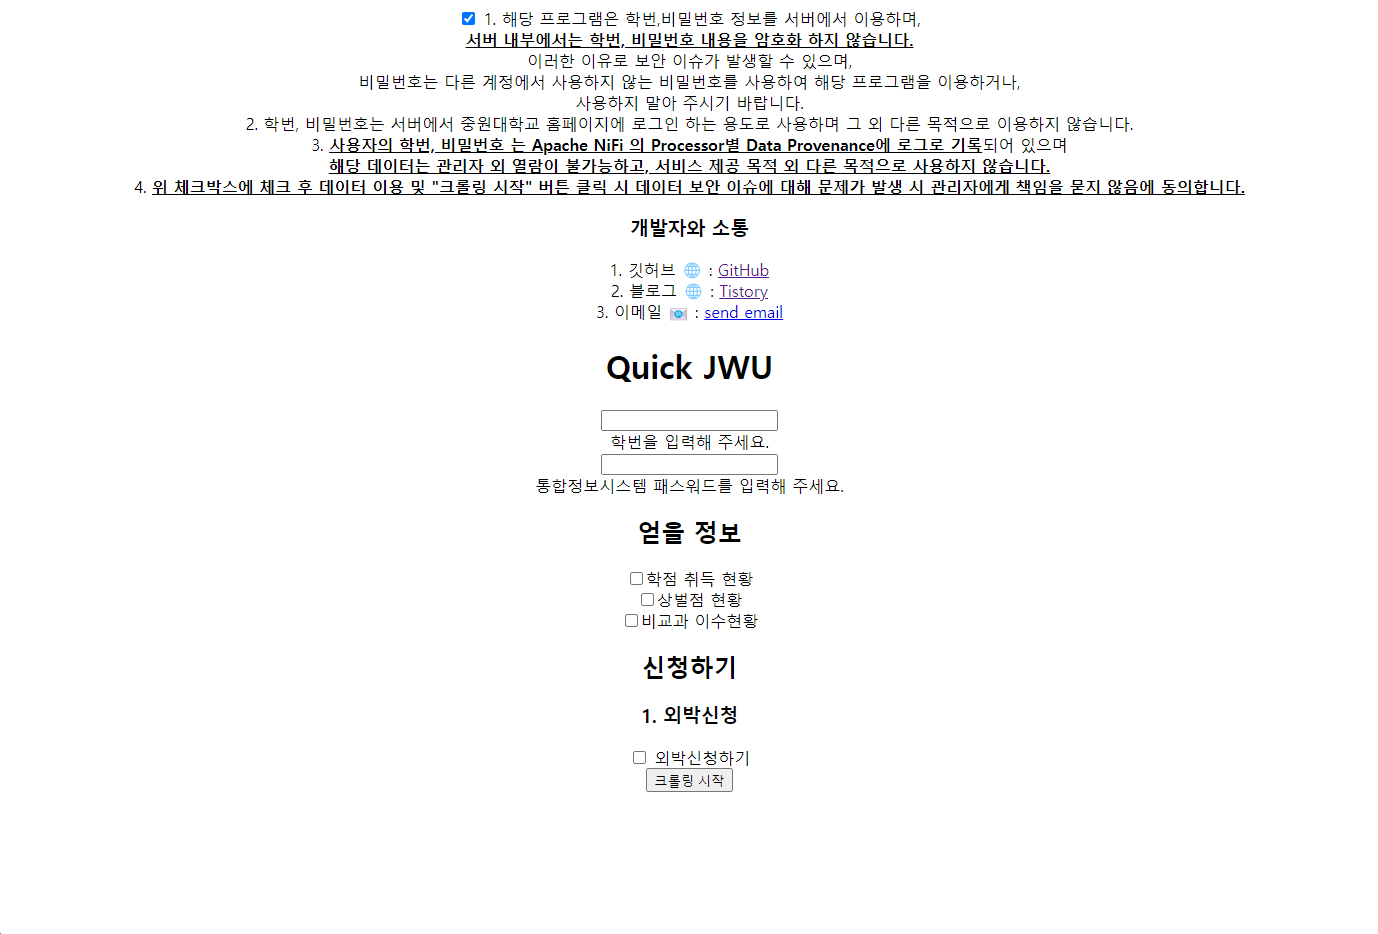 1. 해당 프로그램은 학번,비밀번호 정보를 서버에서 이용하며,
서버 내부에서는 학번, 비밀번호 내용을 암호화 하지 않습니다.
이러한 이유로 보안 이슈가 발생할 수 있으며,
비밀번호는 다른 계정에서 사용하지 않는 비밀번호를 사용하여 해당 프로그램을 이용하거나,
사용하지 말아 주시기 바랍니다.
2. 학번, 비밀번호는 서버에서 중원대학교 홈페이지에 로그인 하는 용도로 사용하며 그 외 다른 목적으로 이용하지 않습니다.
3. 사용자의 학번, 비밀번호 는 Apache NiFi 의 Processor별 Data Provenance에 로그로 기록되어 있으며
해당 데이터는 관리자 외 열람이 불가능하고, 서비스 제공 목적 외 다른 목적으로 사용하지 않습니다.
4. 위 체크박스에 체크 후 데이터 이용 및 "크롤링 시작" 버튼 클릭 시 데이터 보안 이슈에 대해 문제가 발생 시 관리자에게 책임을 묻지 않음에 동의합니다.
개발자와 소통
1. 깃허브 🌐 : GitHub
2. 블로그 🌐 : Tistory
3. 이메일 📧 : send email
Quick JWU
학번을 입력해 주세요.
통합정보시스템 패스워드를 입력해 주세요.
얻을 정보
학점 취득 현황
상벌점 현황
비교과 이수현황
신청하기
1. 외박신청
외박신청하기
크롤링 시작